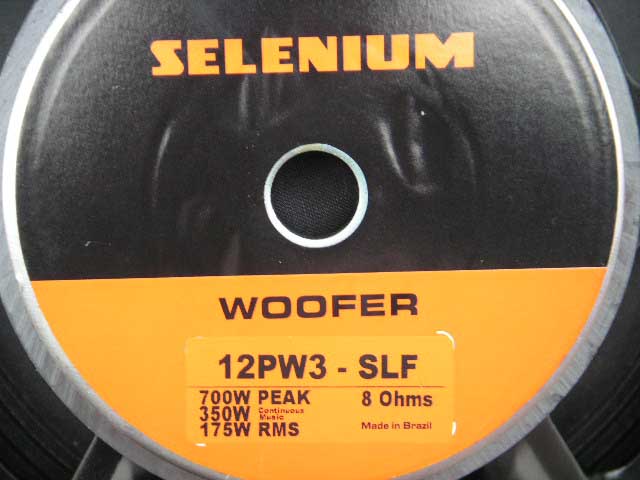 SELENIUM
WOOFER
12PW3 - SLF
700W PEAK 8 Ohms
350W Continuous Music
175W RMS Made in Brazil